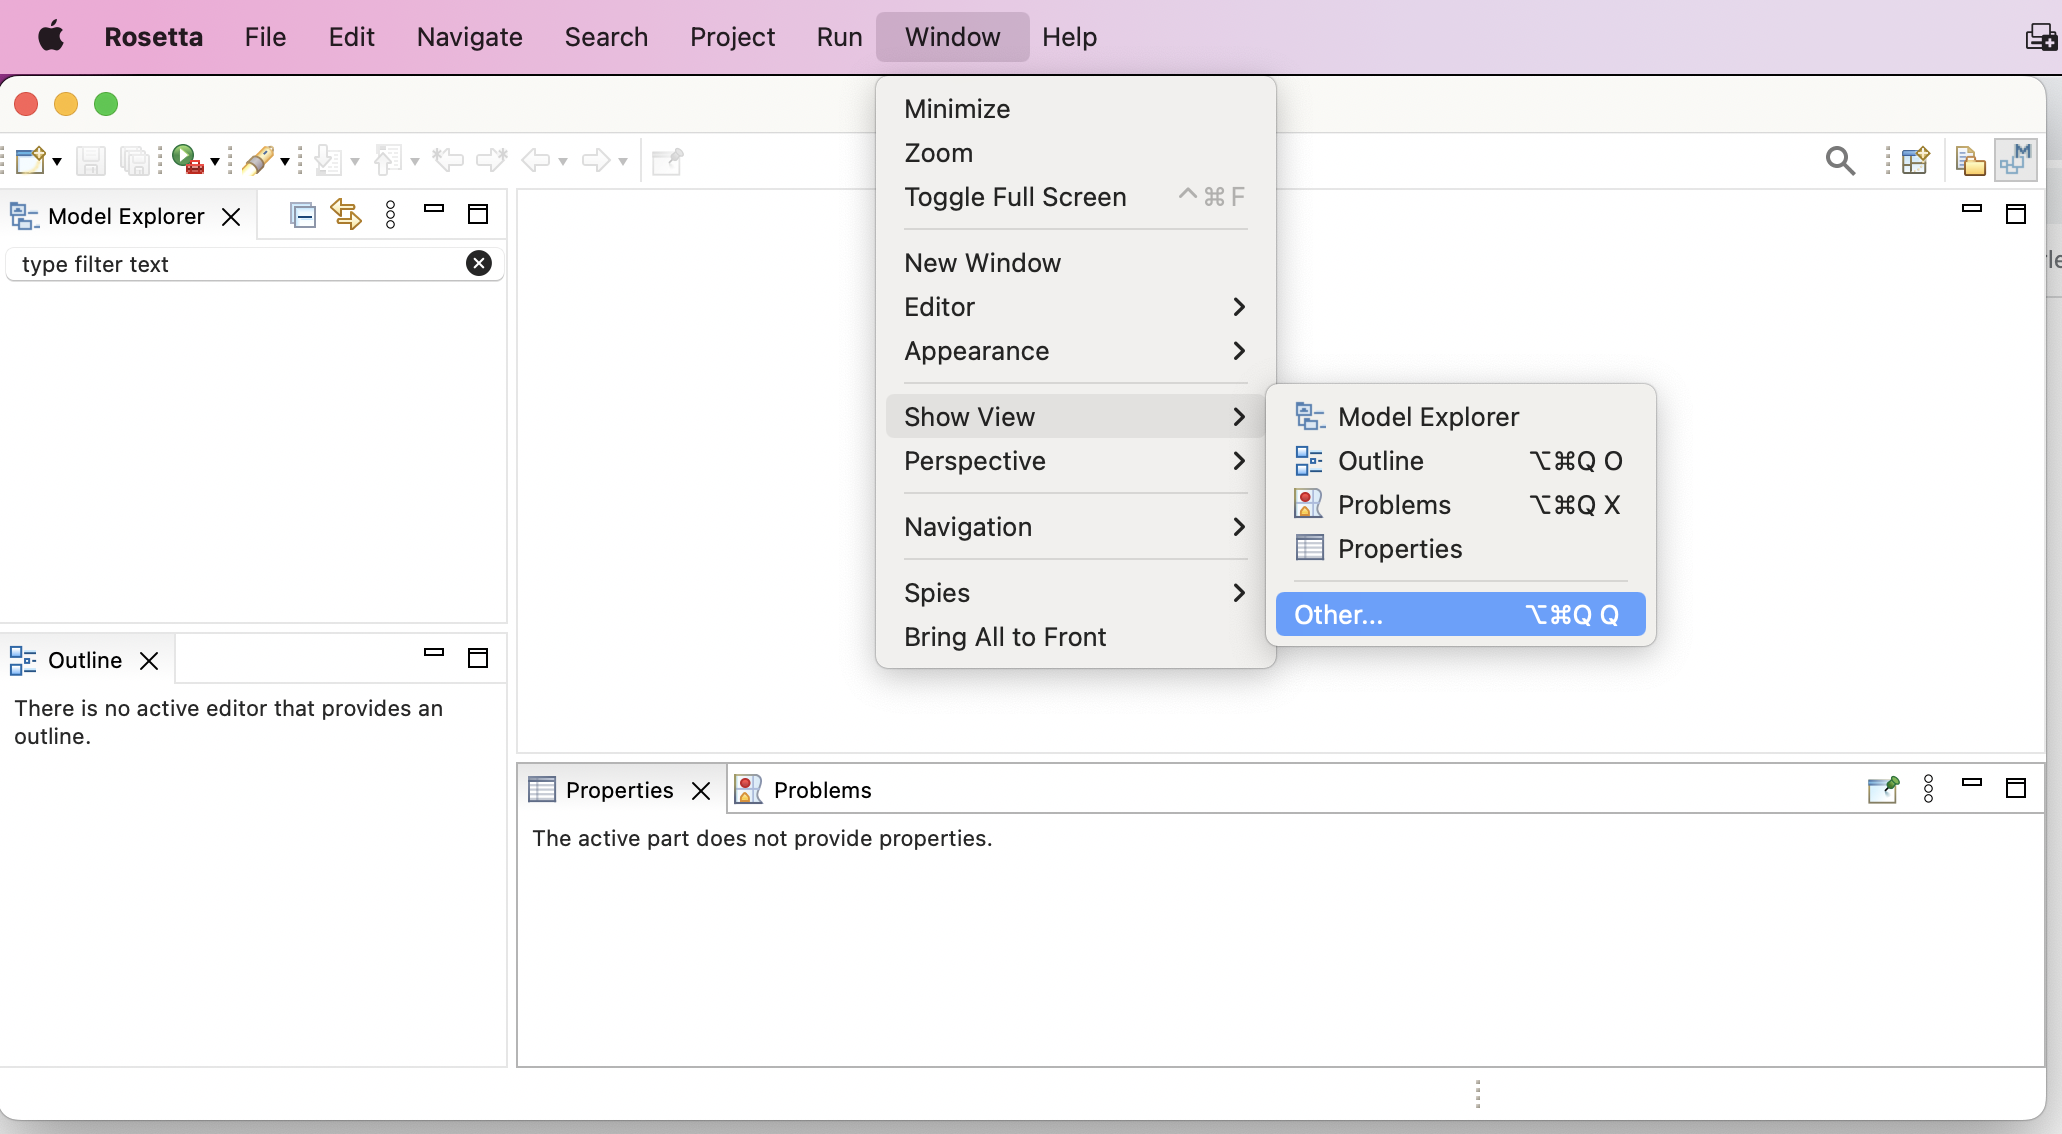 Rosetta File Edit Navigate Search Project Run Window Help
Minimize
Zoom
Toggle Full Screen ^⌘F
New Window
Editor
Appearance
Show View
Perspective
Navigation
Spies
Bring All to Front
Model Explorer
Outline ⌥⌘Q O
Problems ⌥⌘Q X
Properties
Other... ⌥⌘Q Q
Model Explorer
type filter text
Outline
There is no active editor that provides an
outline.
Properties Problems
The active part does not provide properties.